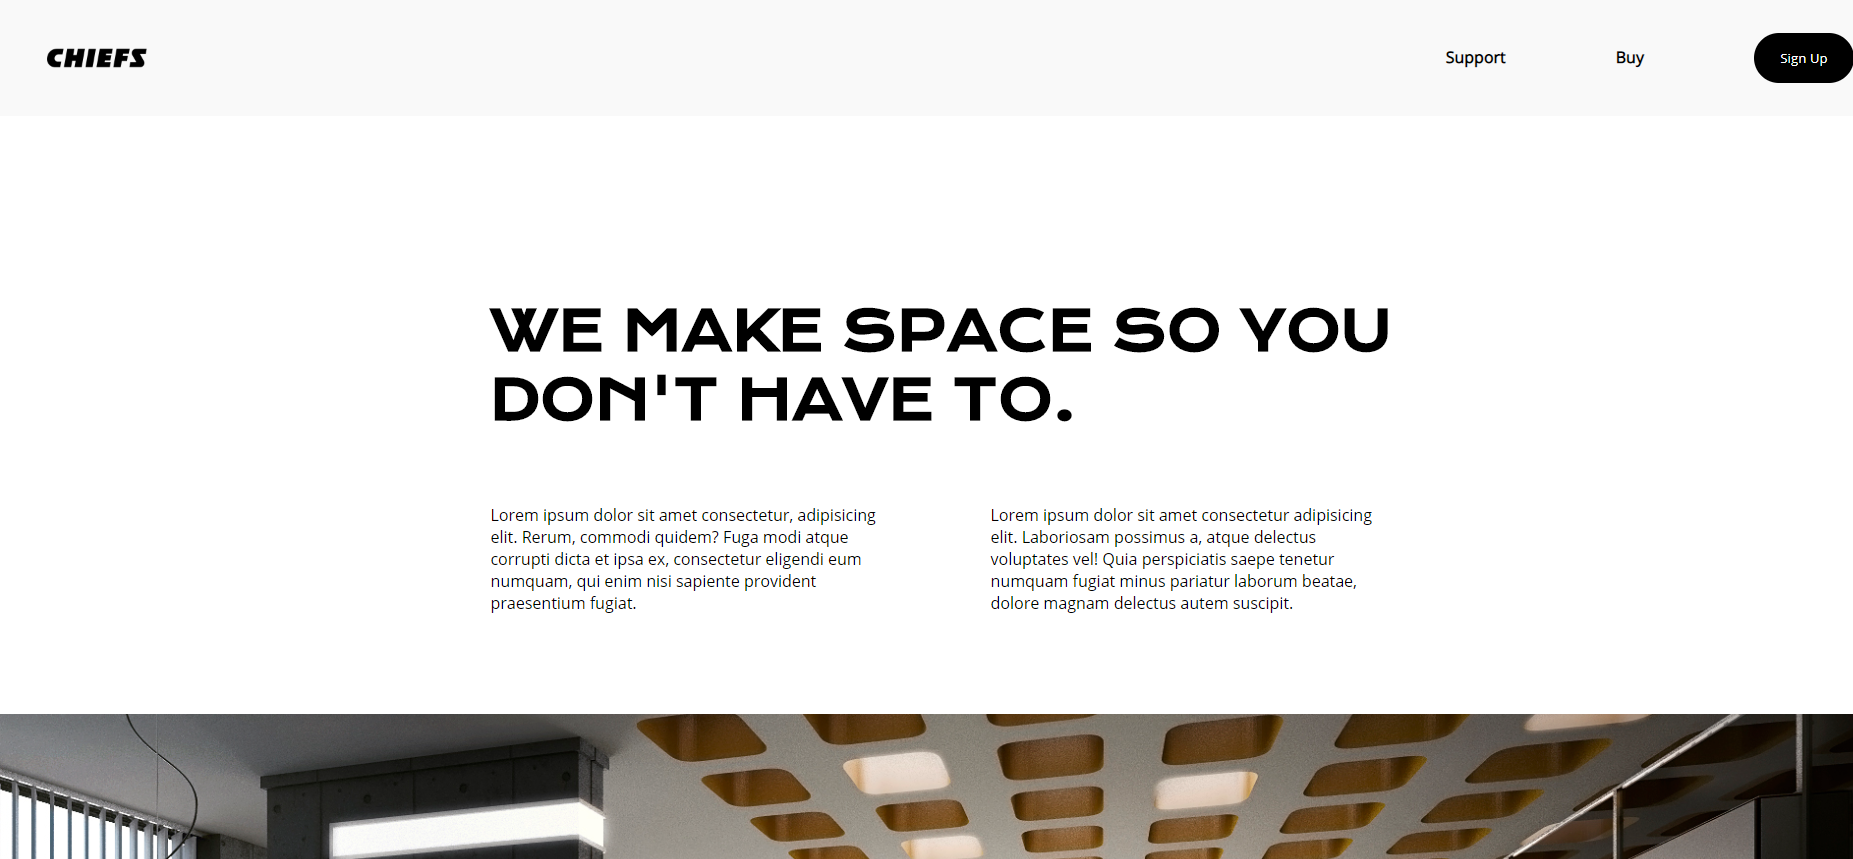 CHIEFS
Support
Buy
Sign Up
WE MAKE SPACE SO YOU
DON'T HAVE TO.
Lorem ipsum dolor sit amet consectetur, adipisicing
elit. Rerum, commodi quidem? Fuga modi atque
corrupti dicta et ipsa ex, consectetur eligendi eum
numquam, qui enim nisi sapiente provident
praesentium fugiat.
Lorem ipsum dolor sit amet consectetur adipisicing
elit. Laboriosam possimus a, atque delectus
voluptates vel! Quia perspiciatis saepe tenetur
numquam fugiat minus pariatur laborum beatae,
dolore magnam delectus autem suscipit.